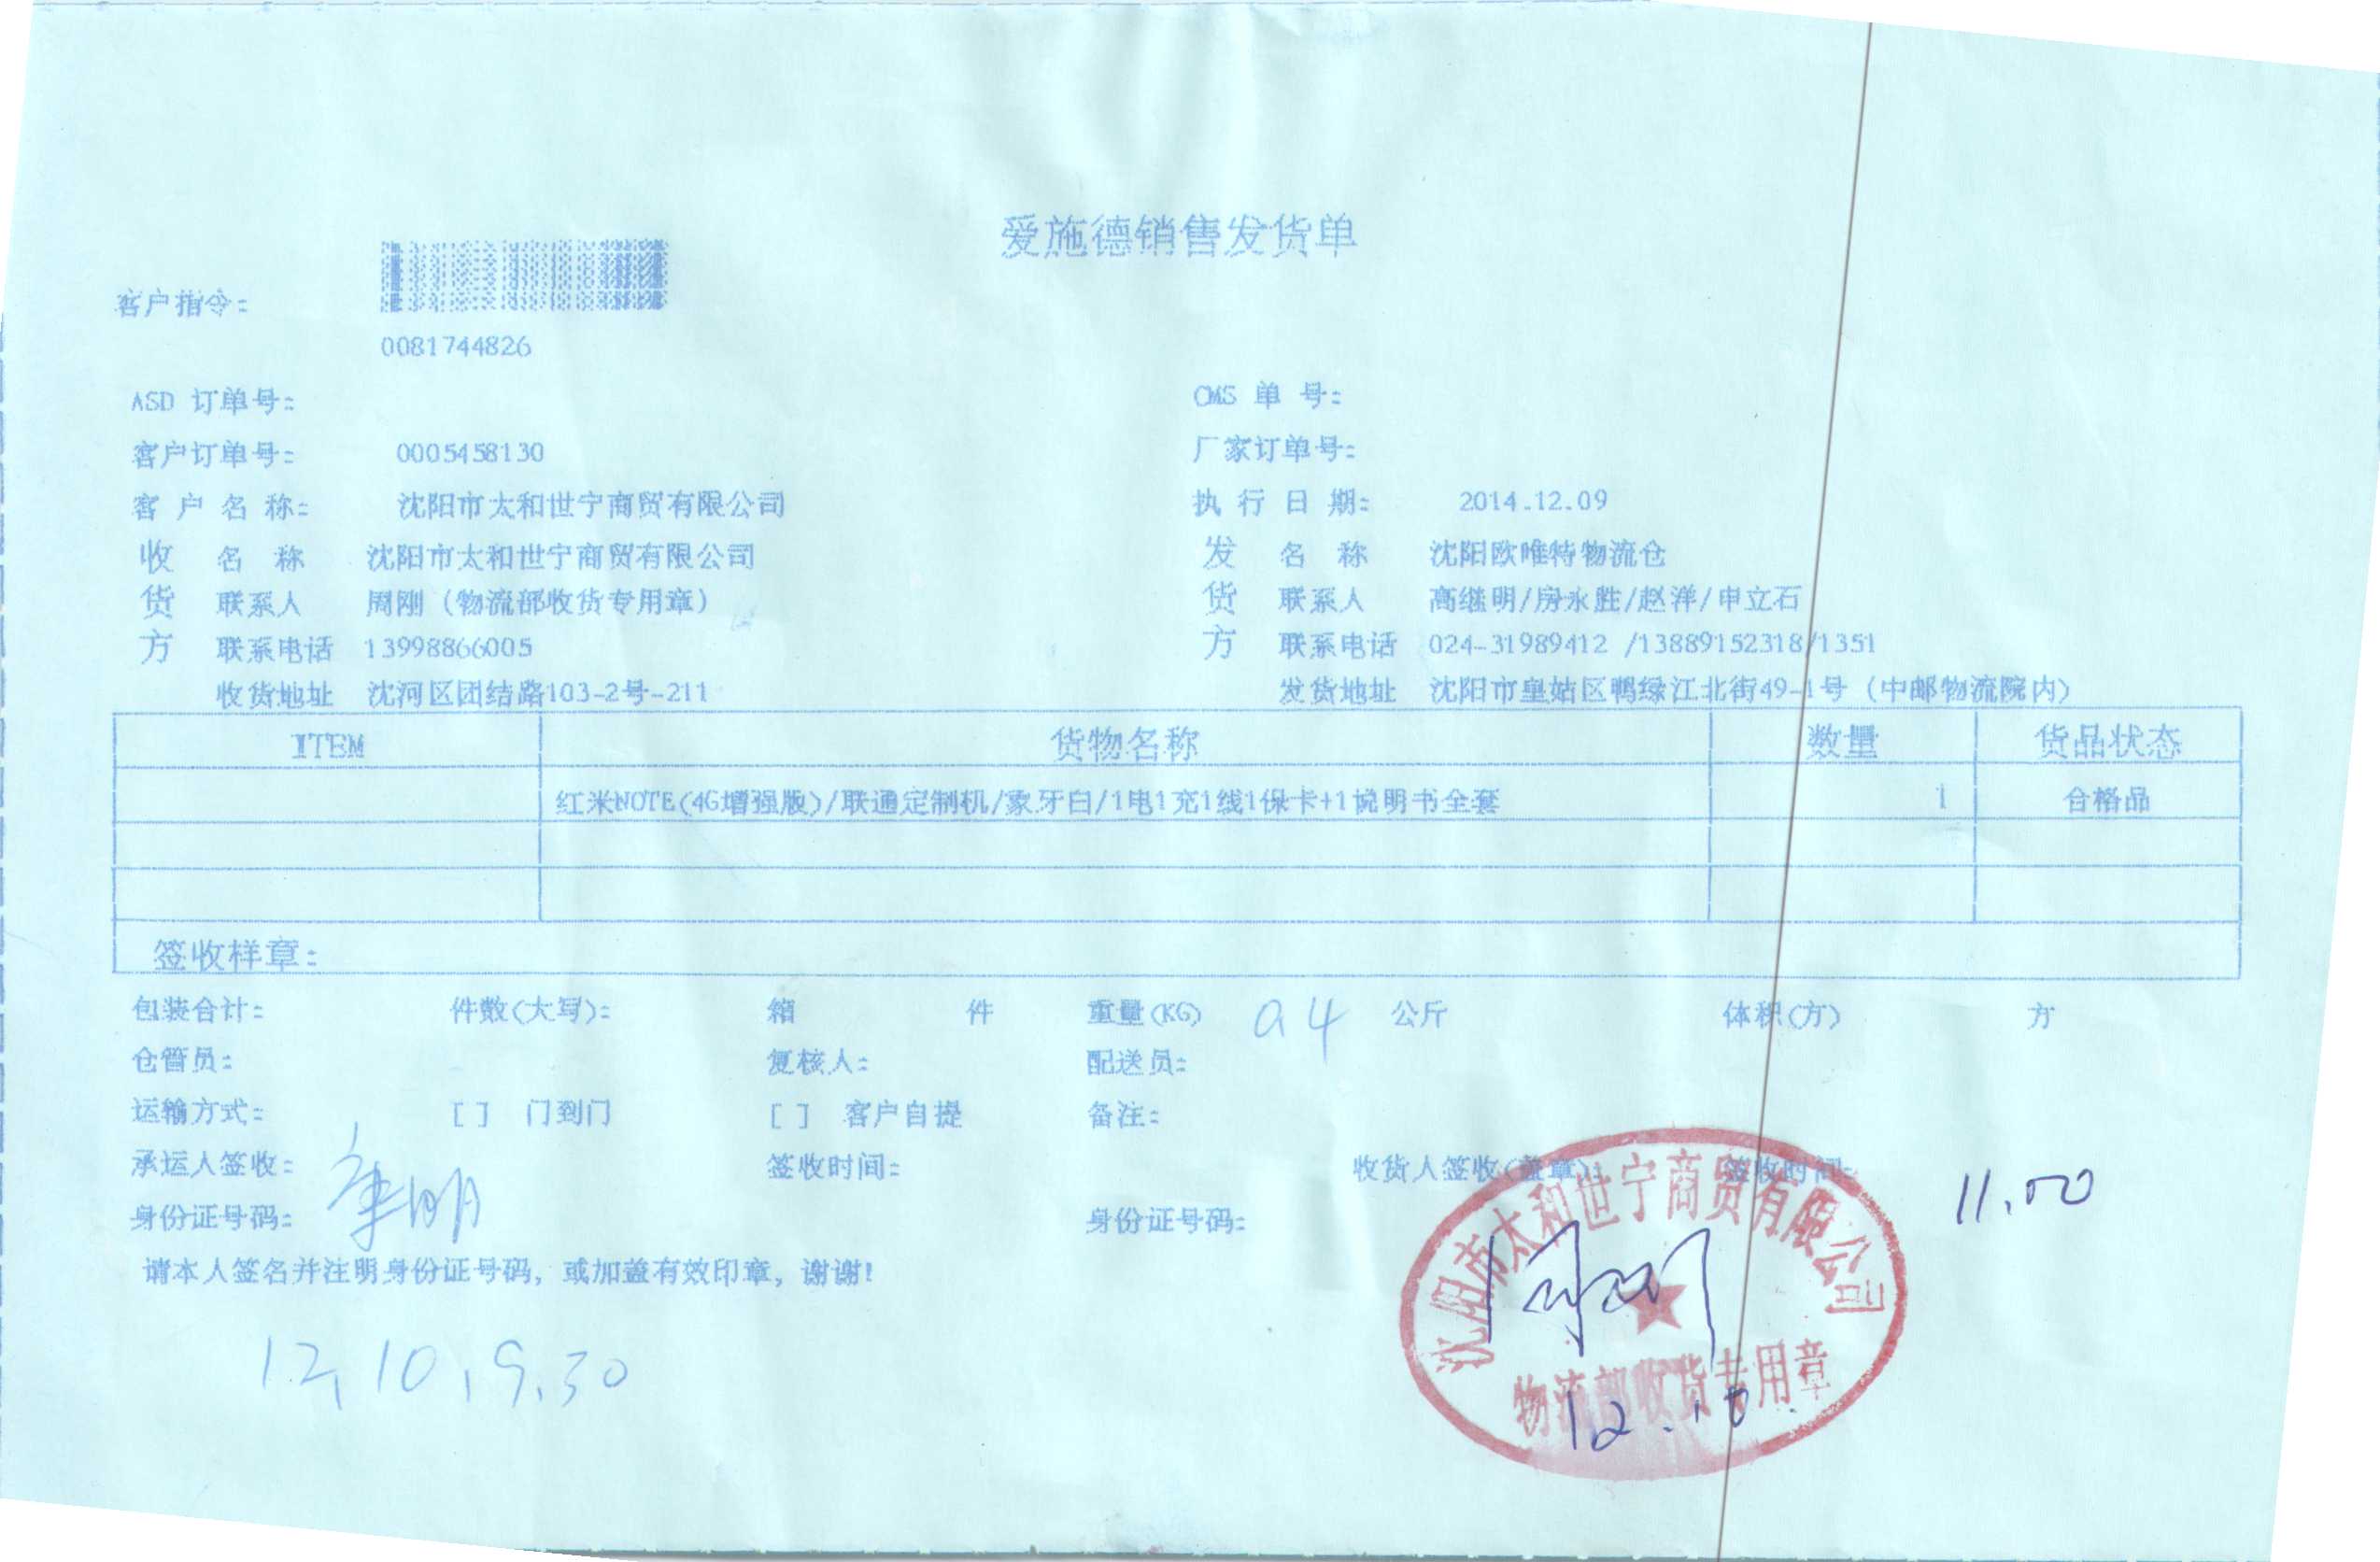 爱施德销售发货单
客户指令:
0081744826
ASD 订单号: CMS 单 号:
客户订单号: 0005458130 厂家订单号:
客 户 名 称: 沈阳市太和世宁商贸有限公司 执 行 日 期: 2014.12.09
收 名 称 沈阳市太和世宁商贸有限公司 发 名 称 沈阳欧唯特物流仓
货 联系人 周刚 (物流部收货专用章) 货 联系人 高继明/房永胜/赵洋/申立石
方 联系电话 13998866005 方 联系电话 024-31989412 /13889152318/1351
收货地址 沈河区团结路103-2号-211 发货地址 沈阳市皇姑区鸭绿江北街49-1号 (中邮物流院内)
ITEM 货物名称 数量 货品状态
红米NOTE(4G增强版)/联通定制机/象牙白/1电1充1线1保卡+1说明书全套 1 合格品
签收样章:
包装合计: 件数(大写): 箱 件 重量(KG) 0.4 公斤 体积(方) 方
仓管员: 复核人: 配送员:
运输方式: [ ] 门到门 [ ] 客户自提 备注:
承运人签收: 签收时间: 收货人签收(盖章): 签收时间: 11.00
身份证号码: 身份证号码:
请本人签名并注明身份证号码, 或加盖有效印章, 谢谢!
沈阳市太和世宁商贸有限公司
物流部收货专用章
12.10
12,10,9.30